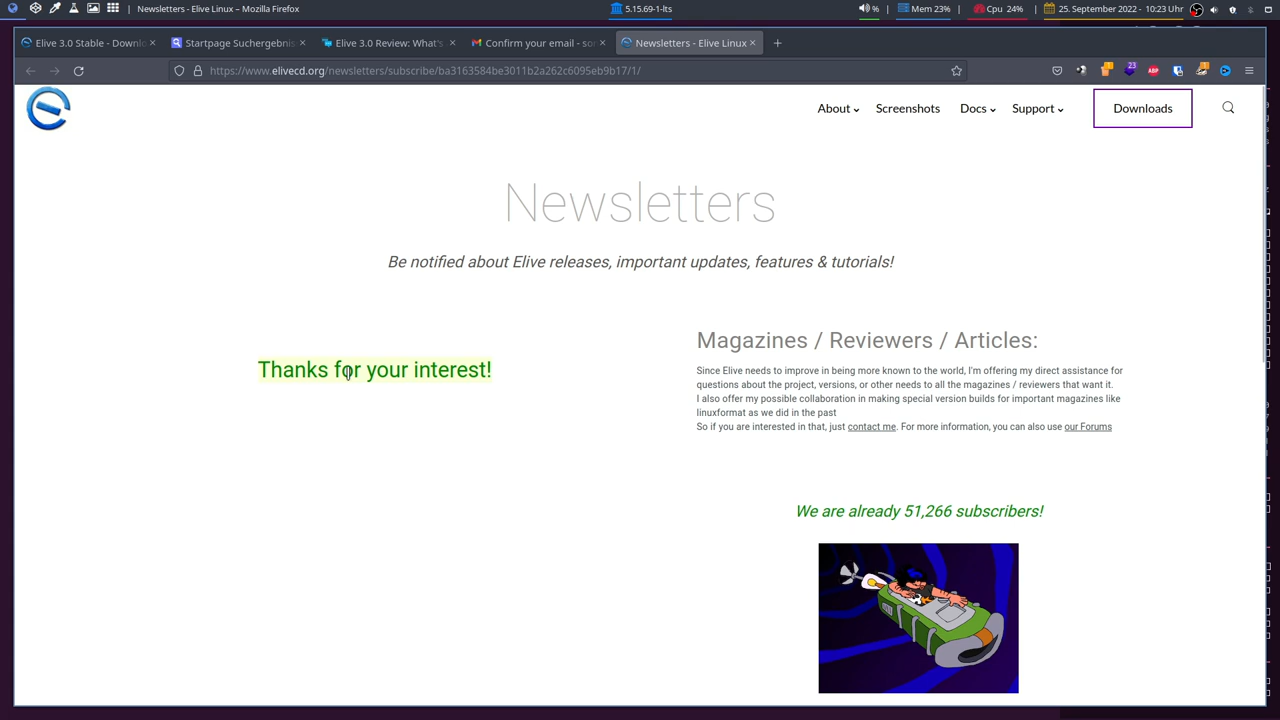 Newsletters - Elive Linux – Mozilla Firefox
5.15.69-1-lts
% | Mem 23% | Cpu 24% | 25. September 2022 - 10:23 Uhr
Elive 3.0 Stable - Downlo
Startpage Suchergebnis
Elive 3.0 Review: What's
Confirm your email - sor
Newsletters - Elive Linux
https://www.elivecd.org/newsletters/subscribe/ba3163584be3011b2a262c6095eb9b17/1/
23
ABP
About
Screenshots
Docs
Support
Downloads
Newsletters
Be notified about Elive releases, important updates, features & tutorials!
Thanks for your interest!
Magazines / Reviewers / Articles:
Since Elive needs to improve in being more known to the world, I'm offering my direct assistance for
questions about the project, versions, or other needs to all the magazines / reviewers that want it.
I also offer my possible collaboration in making special version builds for important magazines like
linuxformat as we did in the past
So if you are interested in that, just contact me. For more information, you can also use our Forums
We are already 51,266 subscribers!